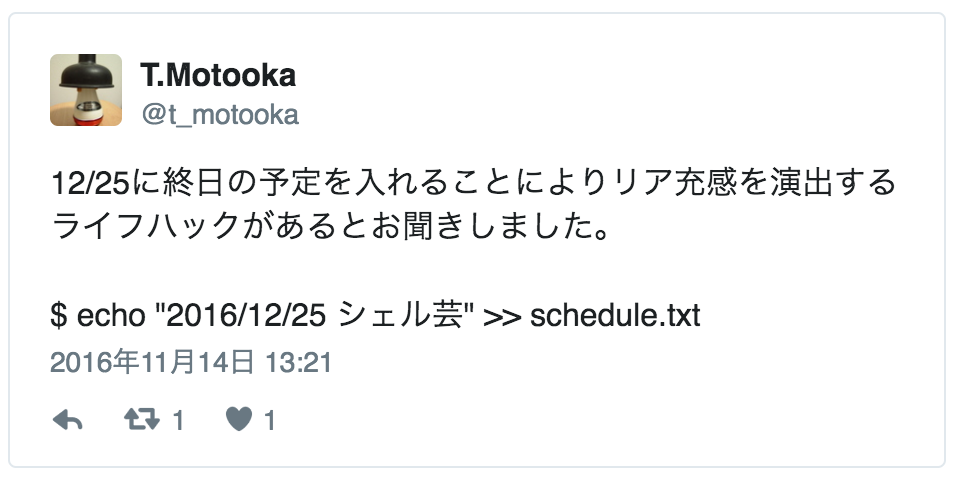 T.Motooka
@t_motooka
12/25に終日の予定を入れることによりリア充感を演出する
ライフハックがあるとお聞きしました。
$ echo "2016/12/25 シェル芸" >> schedule.txt
2016年11月14日 13:21
1 1